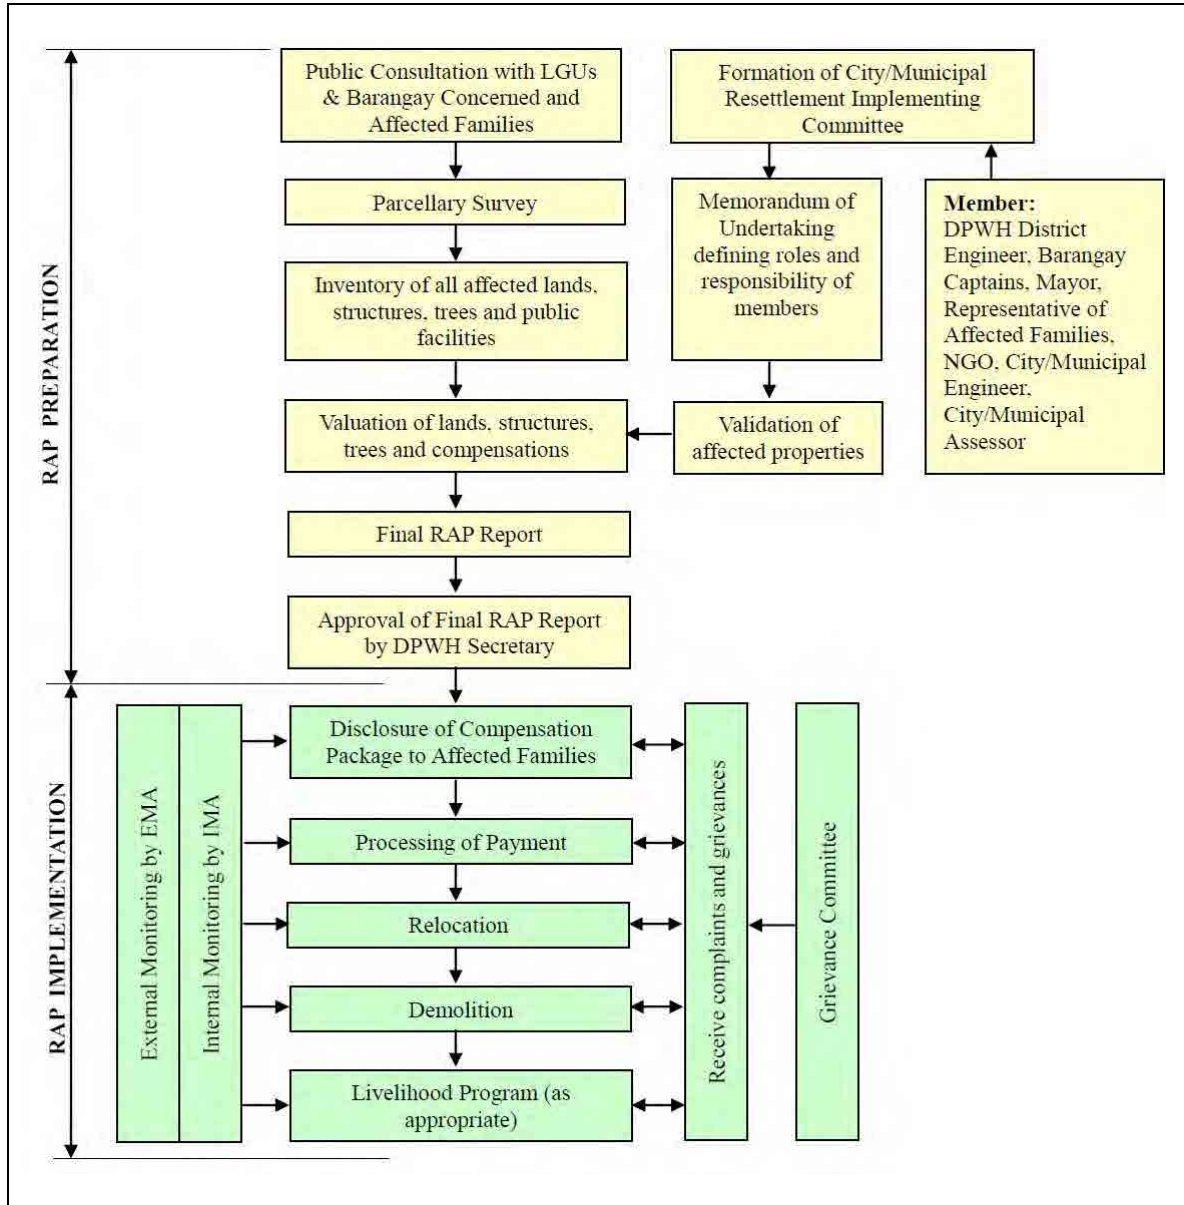 RAP PREPARATION
Public Consultation with LGUs
& Barangay Concerned and
Affected Families
Parcellary Survey
Inventory of all affected lands,
structures, trees and public
facilities
Valuation of lands, structures,
trees and compensations
Final RAP Report
Approval of Final RAP Report
by DPWH Secretary
Formation of City/Municipal
Resettlement Implementing
Committee
Memorandum of
Undertaking
defining roles and
responsibility of
members
Validation of
affected properties
Member:
DPWH District
Engineer, Barangay
Captains, Mayor,
Representative of
Affected Families,
NGO, City/Municipal
Engineer,
City/Municipal
Assessor
RAP IMPLEMENTATION
External Monitoring by EMA
Internal Monitoring by IMA
Disclosure of Compensation
Package to Affected Families
Processing of Payment
Relocation
Demolition
Livelihood Program (as
appropriate)
Receive complaints and grievances
Grievance Committee